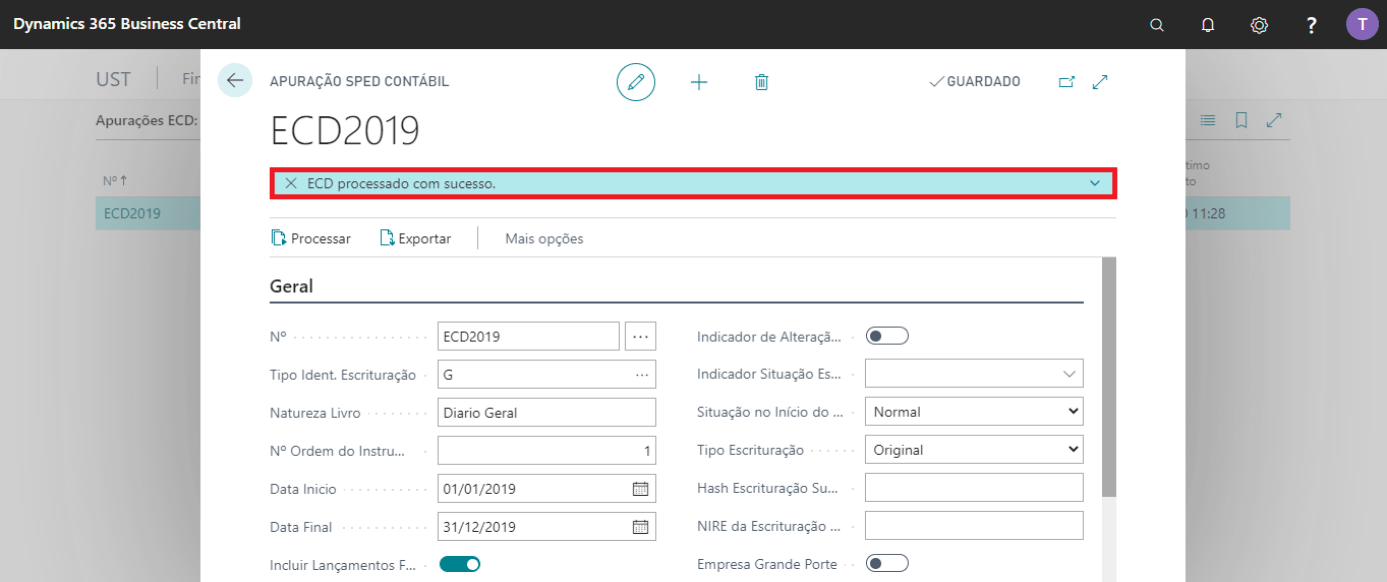 Dynamics 365 Business Central
? T
UST Fir
APURAÇÃO SPED CONTÁBIL
GUARDADO
Apurações ECD:
ECD2019
ECD processado com sucesso.
Nº ↑
ECD2019
11:28
Processar Exportar Mais opções
Geral
Nº ECD2019 ...
Indicador de Alteraçã...
Tipo Ident. Escrituração G ...
Indicador Situação Es...
Natureza Livro Diario Geral
Situação no Início do ... Normal
Nº Ordem do Instru... 1
Tipo Escrituração Original
Data Inicio 01/01/2019
Hash Escrituração Su...
Data Final 31/12/2019
NIRE da Escrituração ...
Incluir Lançamentos F...
Empresa Grande Porte